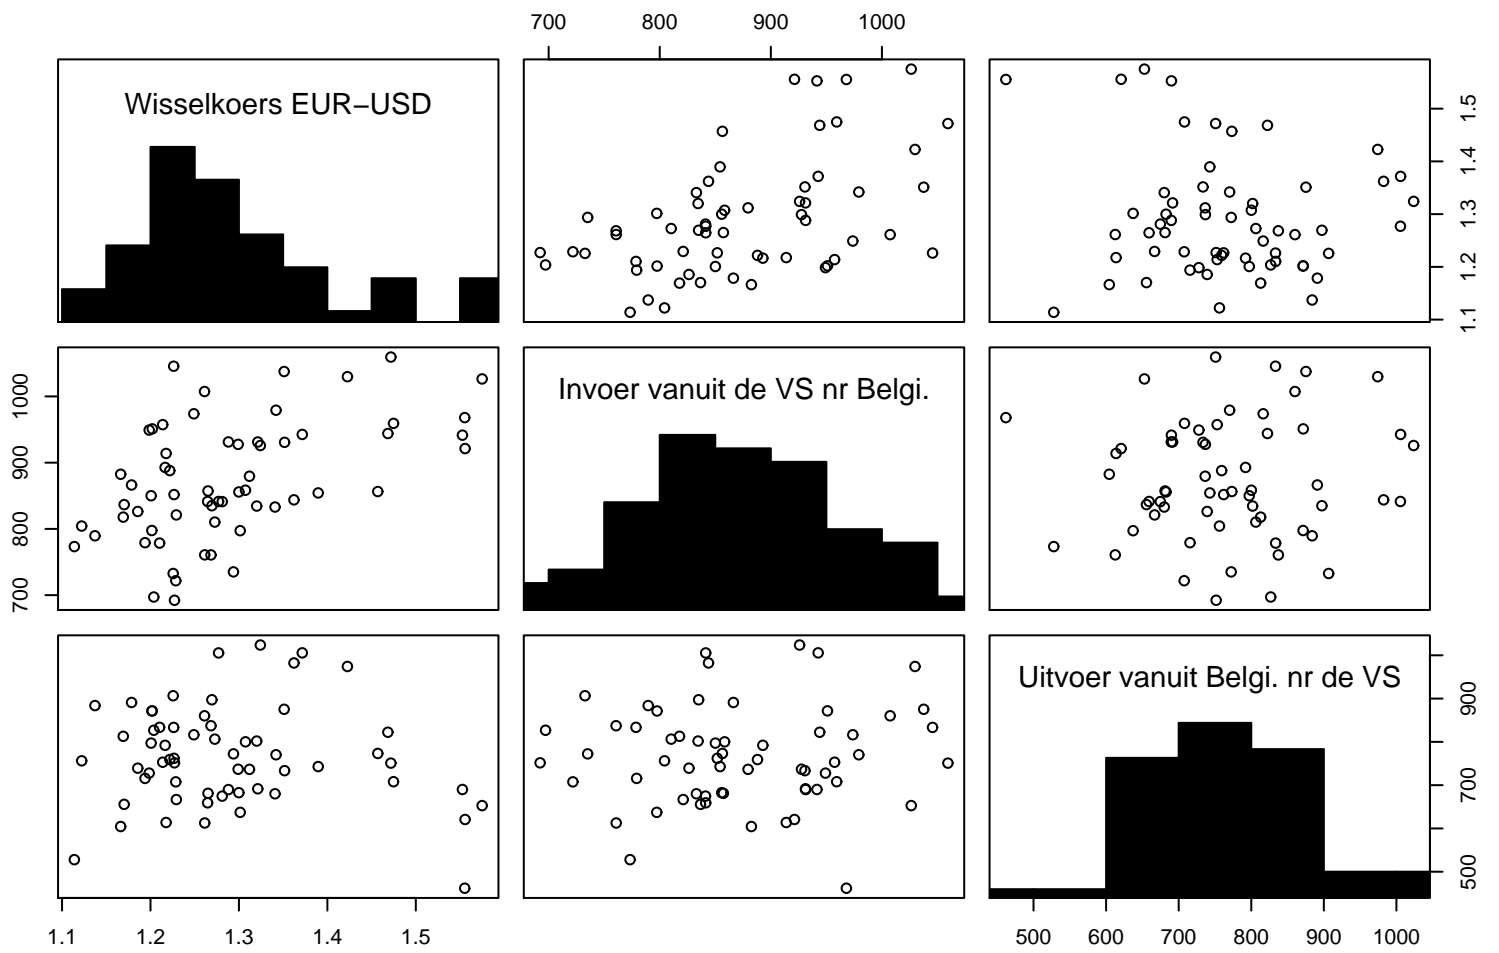 700 800 900 1000
Wisselkoers EUR−USD
1.1 1.2 1.3 1.4 1.5
700 800 900 1000
Invoer vanuit de VS nr Belgi.
Uitvoer vanuit Belgi. nr de VS
500 700 900
1.1 1.2 1.3 1.4 1.5
500 600 700 800 900 1000